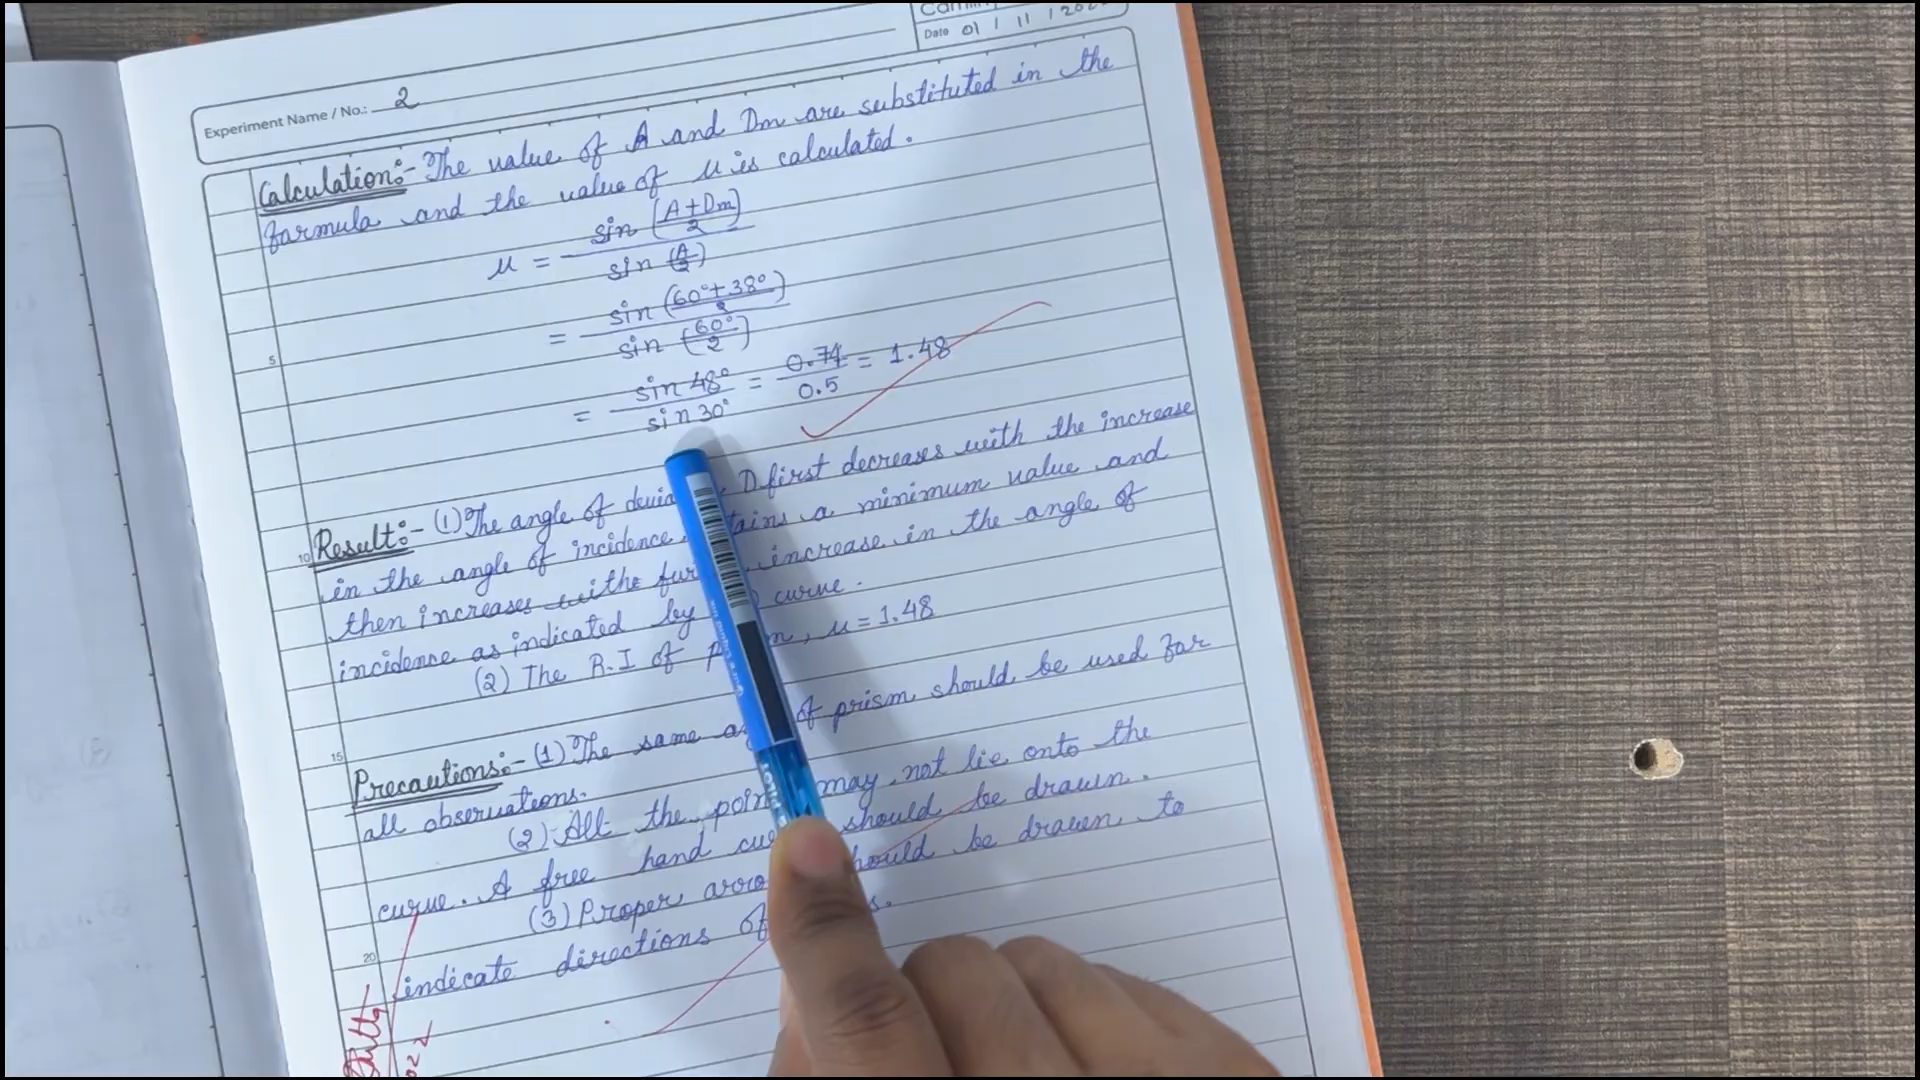 Date 01 / 11 / 202
Experiment Name / No.: 2
Calculation:- The value of A and Dm are substituted in the
formula and the value of μ is calculated.
μ = sin [(A+Dm)/2] / sin (A/2)
= sin (60°+38°/2) / sin (60°/2)
5
= sin 48° / sin 30° = 0.74 / 0.5 = 1.48
10 Result:- (1) The angle of D first decreases with the increase
in the angle of incidence, a minimum value and
then increases with increase in the angle of
incidence as indicated by curve.
(2) The R.I of μ = 1.48
15
Precautions:- (1) The same of prism should be used for
all observations.
(2) All the may not lie onto the
curve. A free hand should be drawn.
(3) Proper should be drawn to
20
indicate directions of